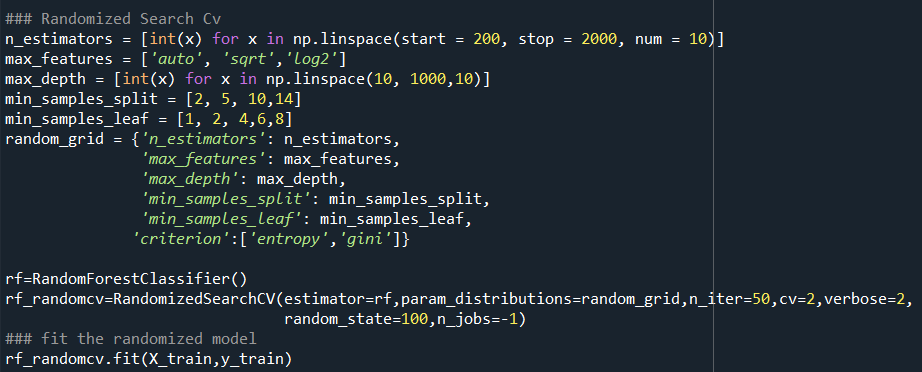 ### Randomized Search Cv
n_estimators = [int(x) for x in np.linspace(start = 200, stop = 2000, num = 10)]
max_features = ['auto', 'sqrt','log2']
max_depth = [int(x) for x in np.linspace(10, 1000,10)]
min_samples_split = [2, 5, 10,14]
min_samples_leaf = [1, 2, 4,6,8]
random_grid = {'n_estimators': n_estimators,
               'max_features': max_features,
               'max_depth': max_depth,
               'min_samples_split': min_samples_split,
               'min_samples_leaf': min_samples_leaf,
              'criterion':['entropy','gini']}

rf=RandomForestClassifier()
rf_randomcv=RandomizedSearchCV(estimator=rf,param_distributions=random_grid,n_iter=50,cv=2,verbose=2,
                               random_state=100,n_jobs=-1)
### fit the randomized model
rf_randomcv.fit(X_train,y_train)